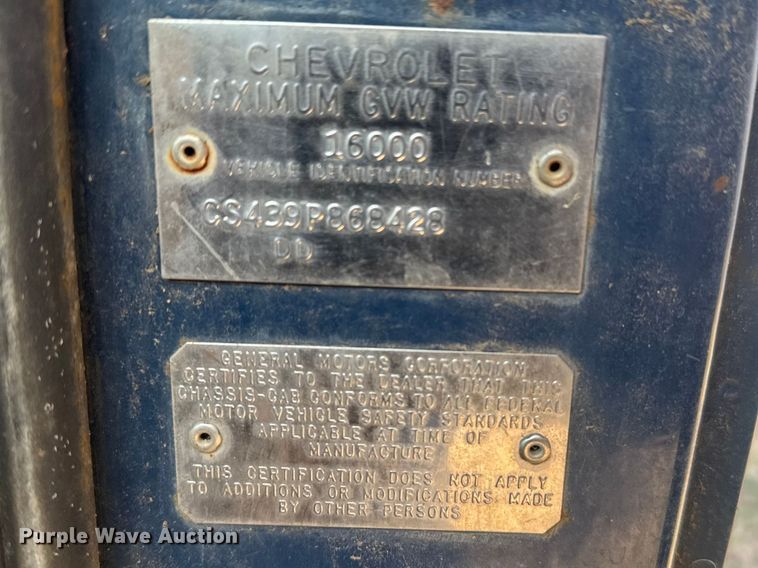 CHEVROLET
MAXIMUM GVW RATING
16000
VEHICLE IDENTIFICATION NUMBER
CS439P868428
DD
GENERAL MOTORS CORPORATION
CERTIFIES TO THE DEALER THAT THIS
CHASSIS-CAB CONFORMS TO ALL FEDERAL
MOTOR VEHICLE SAFETY STANDARDS
APPLICABLE AT TIME OF
MANUFACTURE
THIS CERTIFICATION DOES NOT APPLY
TO ADDITIONS OR MODIFICATIONS MADE
BY OTHER PERSONS
Purple Wave Auction